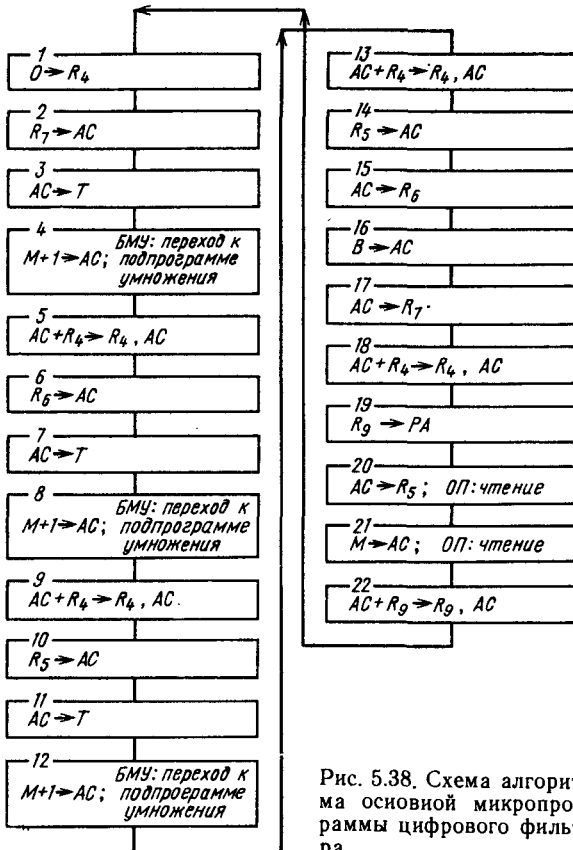 1
O→R₄
2
R₇→AC
3
AC→T
4
БМУ: переход к
M+1→AC; подпрограмме
умножения
5
AC+R₄→R₄, AC
6
R₆→AC
7
AC→T
8
БМУ: переход к
M+1→AC; подпрограмме
умножения
9
AC+R₄→R₄, AC.
10
R₅→AC
11
AC→T
12
БМУ: переход к
M+1→AC; подпрограмме
умножения
13
AC+R₄→R₄, AC
14
R₅→AC
15
AC→R₆
16
B→AC
17
AC→R₇
18
AC+R₄→R₄, AC
19
R₉→PA
20
AC→R₅; ОП: чтение
21
M→AC; ОП: чтение
22
AC+R₉→R₉, AC
Рис. 5.38. Схема алгорит-
ма основной микропрог-
раммы цифрового фильт-
ра